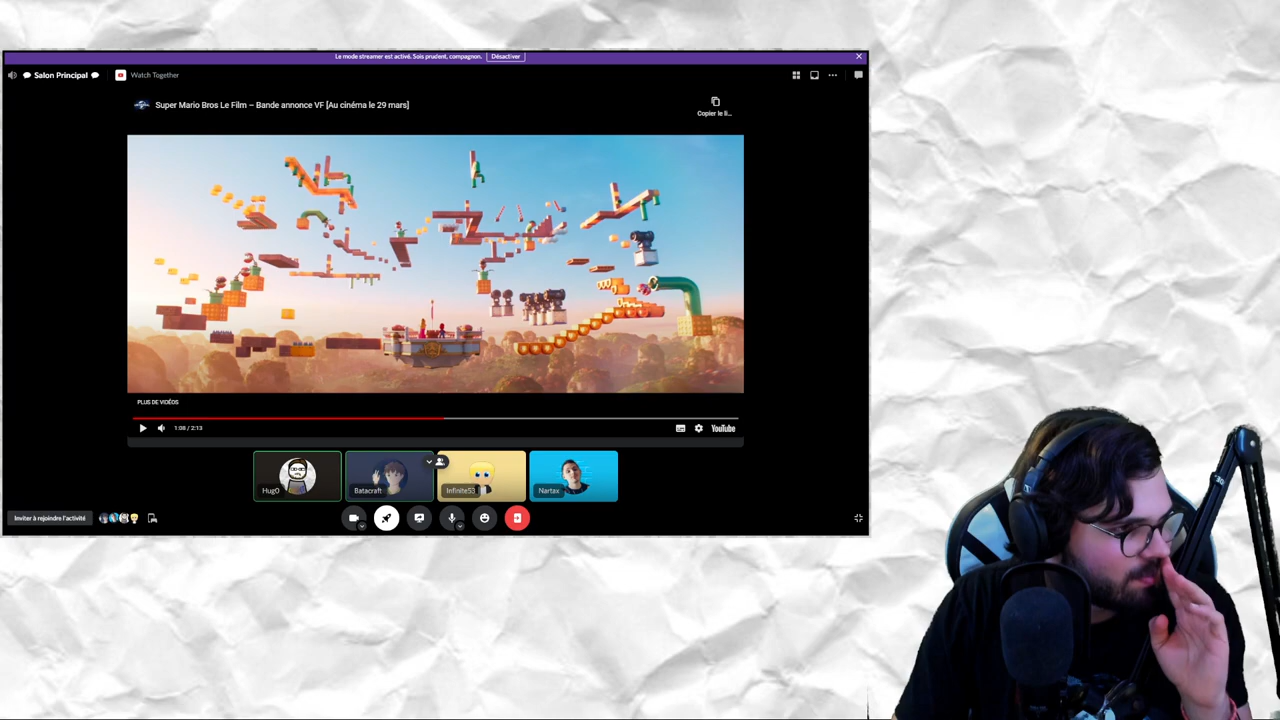 Le mode streamer est activé. Sois prudent, compagnon. Désactiver
Salon Principal Watch Together
Super Mario Bros Le Film – Bande annonce VF [Au cinéma le 29 mars]
Copier le li...
PLUS DE VIDÉOS
1:08 / 2:13 YouTube
HugO Batacraft Infinite53 Nartax
Inviter à rejoindre l'activité